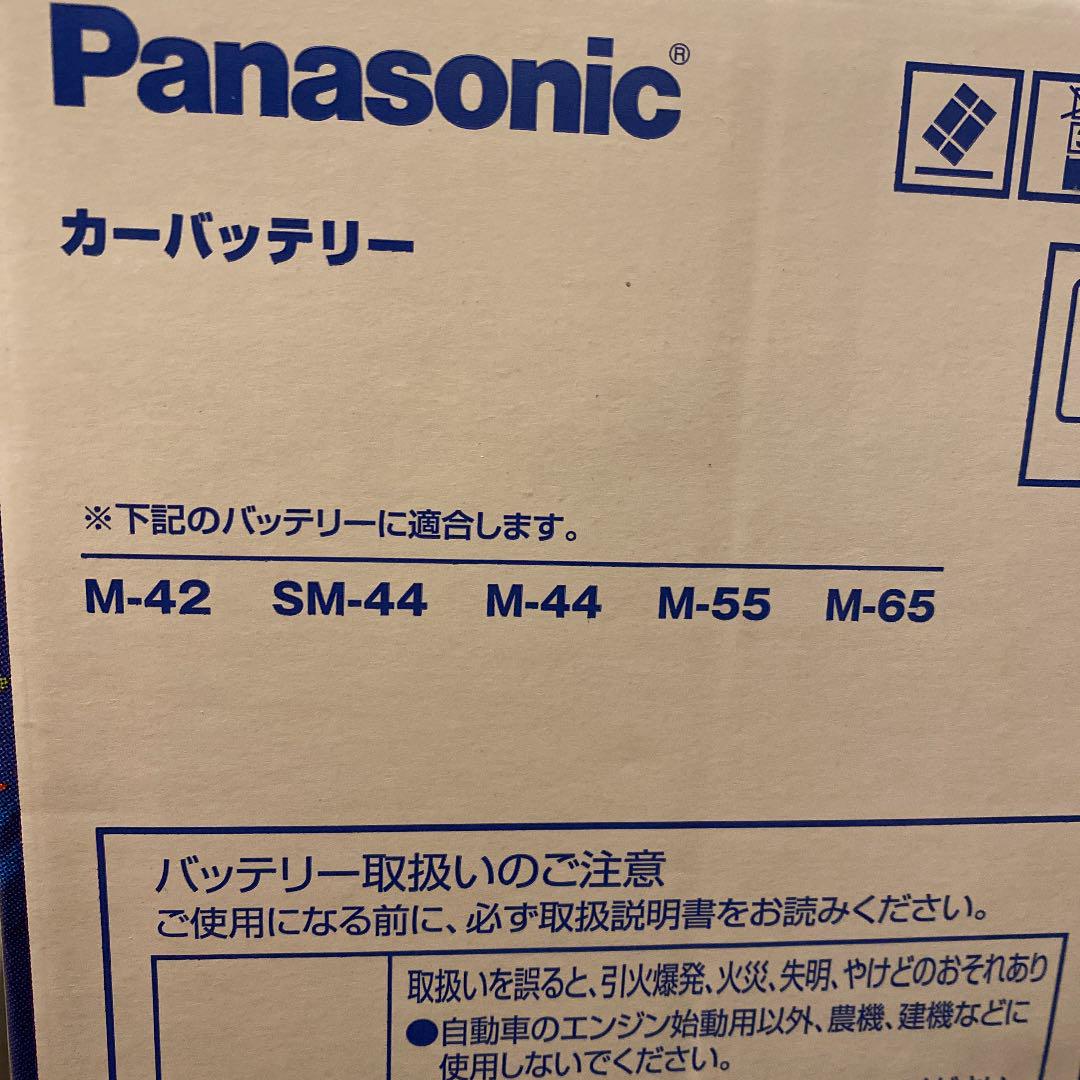 Panasonic®
カーバッテリー
※下記のバッテリーに適合します。
M-42 SM-44 M-44 M-55 M-65
バッテリー取扱いのご注意
ご使用になる前に、必ず取扱説明書をお読みください。
取扱いを誤ると、引火爆発、火災、失明、やけどのおそれあり
●自動車のエンジン始動用以外、農機、建機などに
使用しないでください。